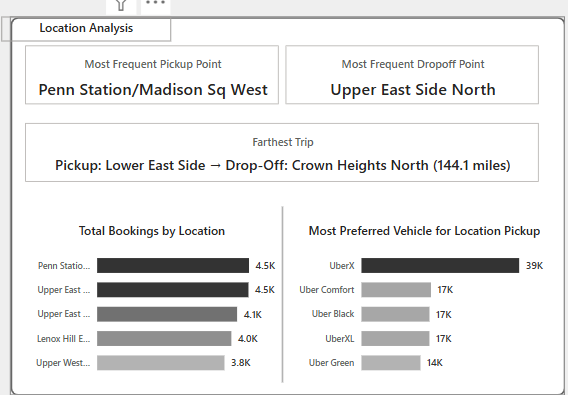 Location Analysis
Most Frequent Pickup Point
Penn Station/Madison Sq West
Most Frequent Dropoff Point
Upper East Side North
Farthest Trip
Pickup: Lower East Side → Drop-Off: Crown Heights North (144.1 miles)
Total Bookings by Location
Penn Statio... 4.5K
Upper East ... 4.5K
Upper East ... 4.1K
Lenox Hill E... 4.0K
Upper West... 3.8K
Most Preferred Vehicle for Location Pickup
UberX 39K
Uber Comfort 17K
Uber Black 17K
UberXL 17K
Uber Green 14K